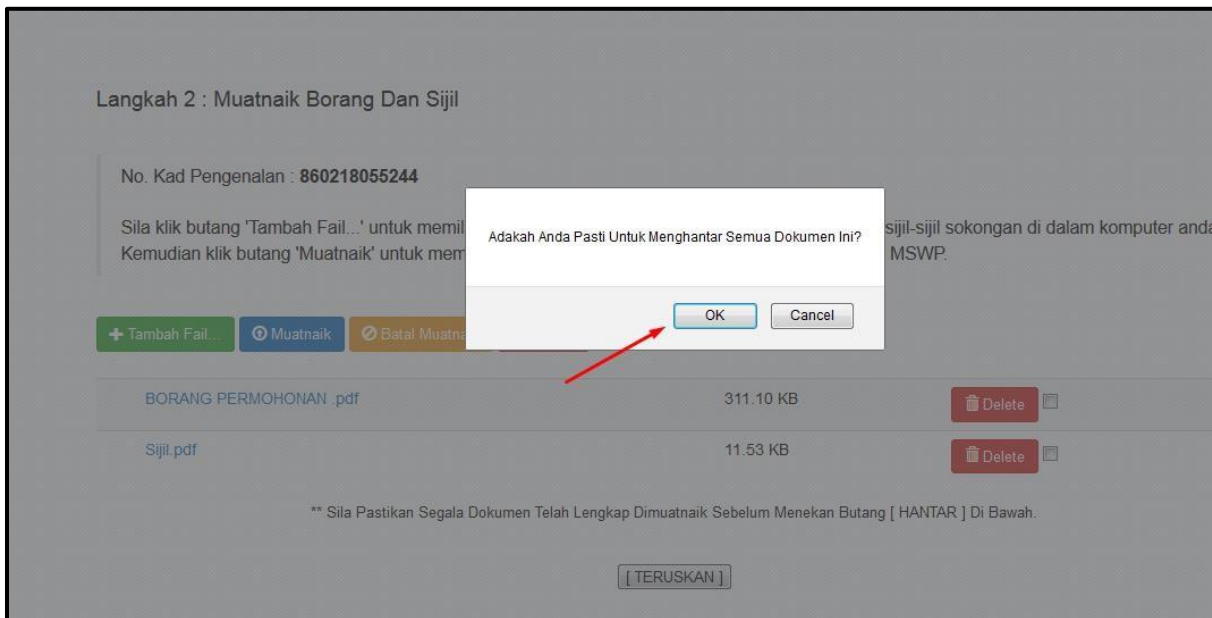 Langkah 2 : Muatnaik Borang Dan Sijil
No. Kad Pengenalan : 860218055244
Sila klik butang 'Tambah Fail...' untuk memil sijil-sijil sokongan di dalam komputer anda
Kemudian klik butang 'Muatnaik' untuk mem MSWP.
Adakah Anda Pasti Untuk Menghantar Semua Dokumen Ini?
OK Cancel
+ Tambah Fail... Muatnaik Batal Muatna
BORANG PERMOHONAN .pdf 311.10 KB Delete
Sijil.pdf 11.53 KB Delete
** Sila Pastikan Segala Dokumen Telah Lengkap Dimuatnaik Sebelum Menekan Butang [ HANTAR ] Di Bawah.
[ TERUSKAN ]